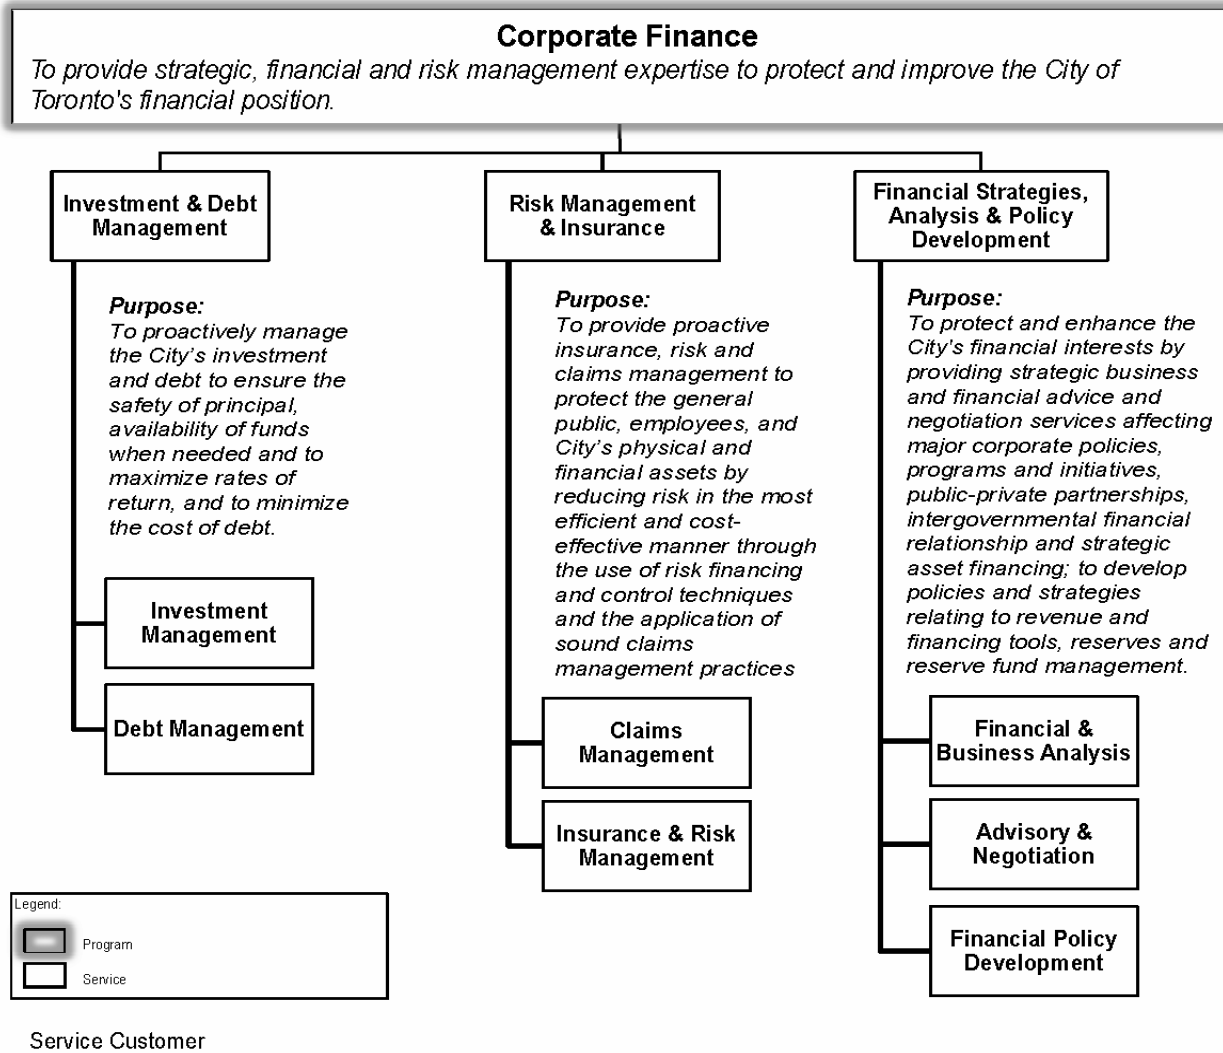 Corporate Finance
To provide strategic, financial and risk management expertise to protect and improve the City of
Toronto's financial position.
Investment & Debt
Management
Purpose:
To proactively manage
the City's investment
and debt to ensure the
safety of principal,
availability of funds
when needed and to
maximize rates of
return, and to minimize
the cost of debt.
Investment
Management
Debt Management
Risk Management
& Insurance
Purpose:
To provide proactive
insurance, risk and
claims management to
protect the general
public, employees, and
City's physical and
financial assets by
reducing risk in the most
efficient and cost-
effective manner through
the use of risk financing
and control techniques
and the application of
sound claims
management practices
Claims
Management
Insurance & Risk
Management
Financial Strategies,
Analysis & Policy
Development
Purpose:
To protect and enhance the
City's financial interests by
providing strategic business
and financial advice and
negotiation services affecting
major corporate policies,
programs and initiatives,
public-private partnerships,
intergovernmental financial
relationship and strategic
asset financing; to develop
policies and strategies
relating to revenue and
financing tools, reserves and
reserve fund management.
Financial &
Business Analysis
Advisory &
Negotiation
Financial Policy
Development
Legend:
Program
Service
Service Customer